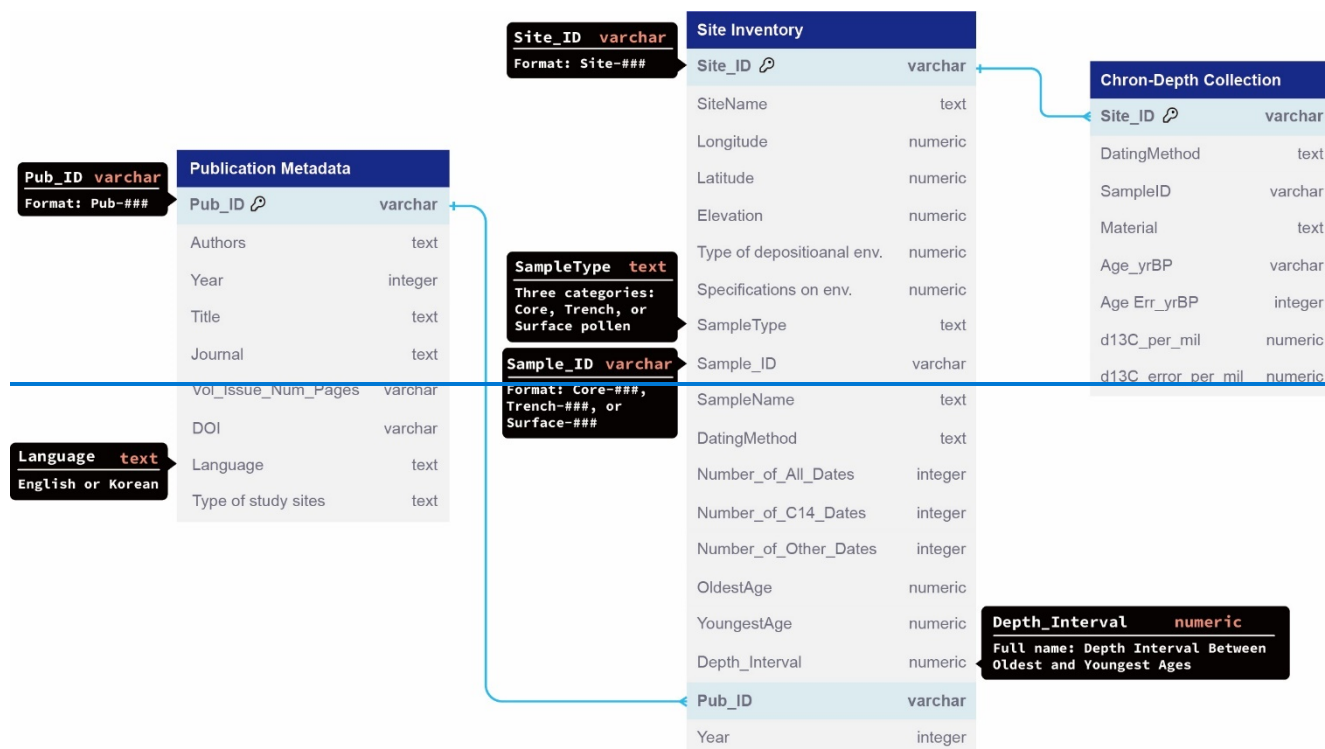 Site_ID varchar
Format: Site-###
Site Inventory
Site_ID varchar
SiteName text
Longitude numeric
Latitude numeric
Elevation numeric
Type of depositioanal env. numeric
Specifications on env. numeric
SampleType text
Sample_ID varchar
SampleName text
DatingMethod text
Number_of_All_Dates integer
Number_of_C14_Dates integer
Number_of_Other_Dates integer
OldestAge numeric
YoungestAge numeric
Depth_Interval numeric
Pub_ID varchar
Year integer
Chron-Depth Collection
Site_ID varchar
DatingMethod text
SampleID varchar
Material text
Age_yrBP varchar
Age Err_yrBP integer
d13C_per_mil numeric
d13C_error_per_mil numeric
Pub_ID varchar
Format: Pub-###
Publication Metadata
Pub_ID varchar
Authors text
Year integer
Title text
Journal text
Vol_Issue_Num_Pages varchar
DOI varchar
Language text
Type of study sites text
SampleType text
Three categories:
Core, Trench, or
Surface pollen
Sample_ID varchar
Format: Core-###,
Trench-###, or
Surface-###
Language text
English or Korean
Depth_Interval numeric
Full name: Depth Interval Between
Oldest and Youngest Ages